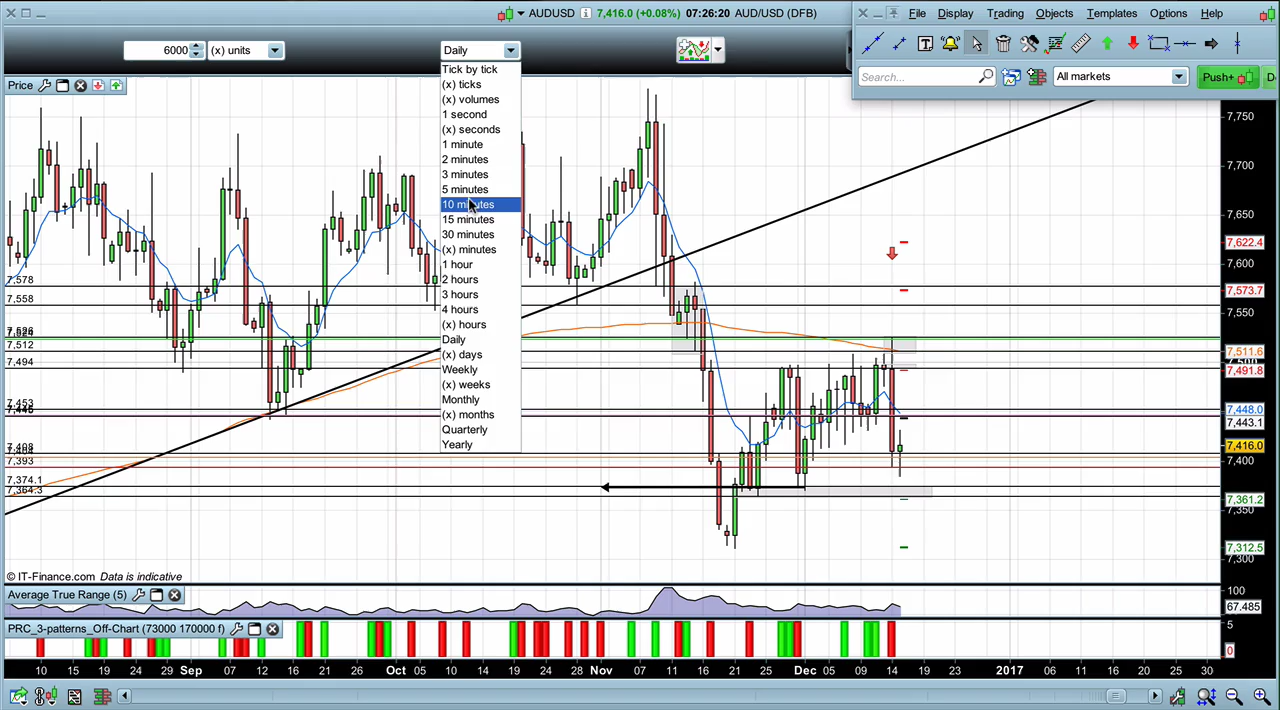 AUDUSD 7,416.0 (+0.08%) 07:26:20 AUD/USD (DFB)
File Display Trading Objects Templates Options Help
6000 (x) units Daily
Search... All markets Push+ D
Price
Tick by tick
(x) ticks
(x) volumes
1 second
(x) seconds
1 minute
2 minutes
3 minutes
5 minutes
10 minutes
15 minutes
30 minutes
(x) minutes
1 hour
2 hours
3 hours
4 hours
(x) hours
Daily
(x) days
Weekly
(x) weeks
Monthly
(x) months
Quarterly
Yearly
7,578
7,558
7,512
7,494
7,453
7,393
7,374.1
7,364.3
7,750
7,700
7,650
7,622.4
7,600
7,573.7
7,550
7,511.6
7,491.8
7,448.0
7,443.1
7,416.0
7,400
7,361.2
7,350
7,312.5
7,300
© IT-Finance.com Data is indicative
Average True Range (5)
100
67.485
PRC_3-patterns_Off-Chart (73000 170000 f)
5
0
10 15 19 24 29 Sep 07 12 15 20 23 28 Oct 05 10 14 19 24 28 Nov 07 11 16 21 24 Dec 05 09 14 19 23 2017 06 11 16 20 25 30